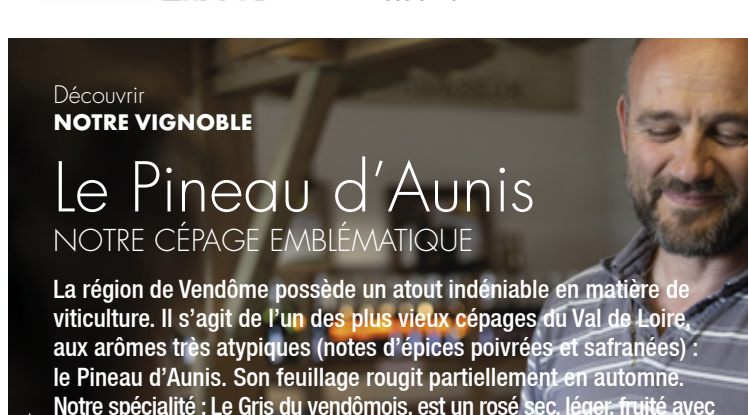 Découvrir
NOTRE VIGNOBLE
Le Pineau d’Aunis
NOTRE CÉPAGE EMBLÉMATIQUE
La région de Vendôme possède un atout indéniable en matière de
viticulture. Il s’agit de l’un des plus vieux cépages du Val de Loire,
aux arômes très atypiques (notes d’épices poivrées et safranées) :
le Pineau d’Aunis. Son feuillage rougit partiellement en automne.
Notre spécialité : Le Gris du vendômois, est un rosé sec, léger, fruité avec